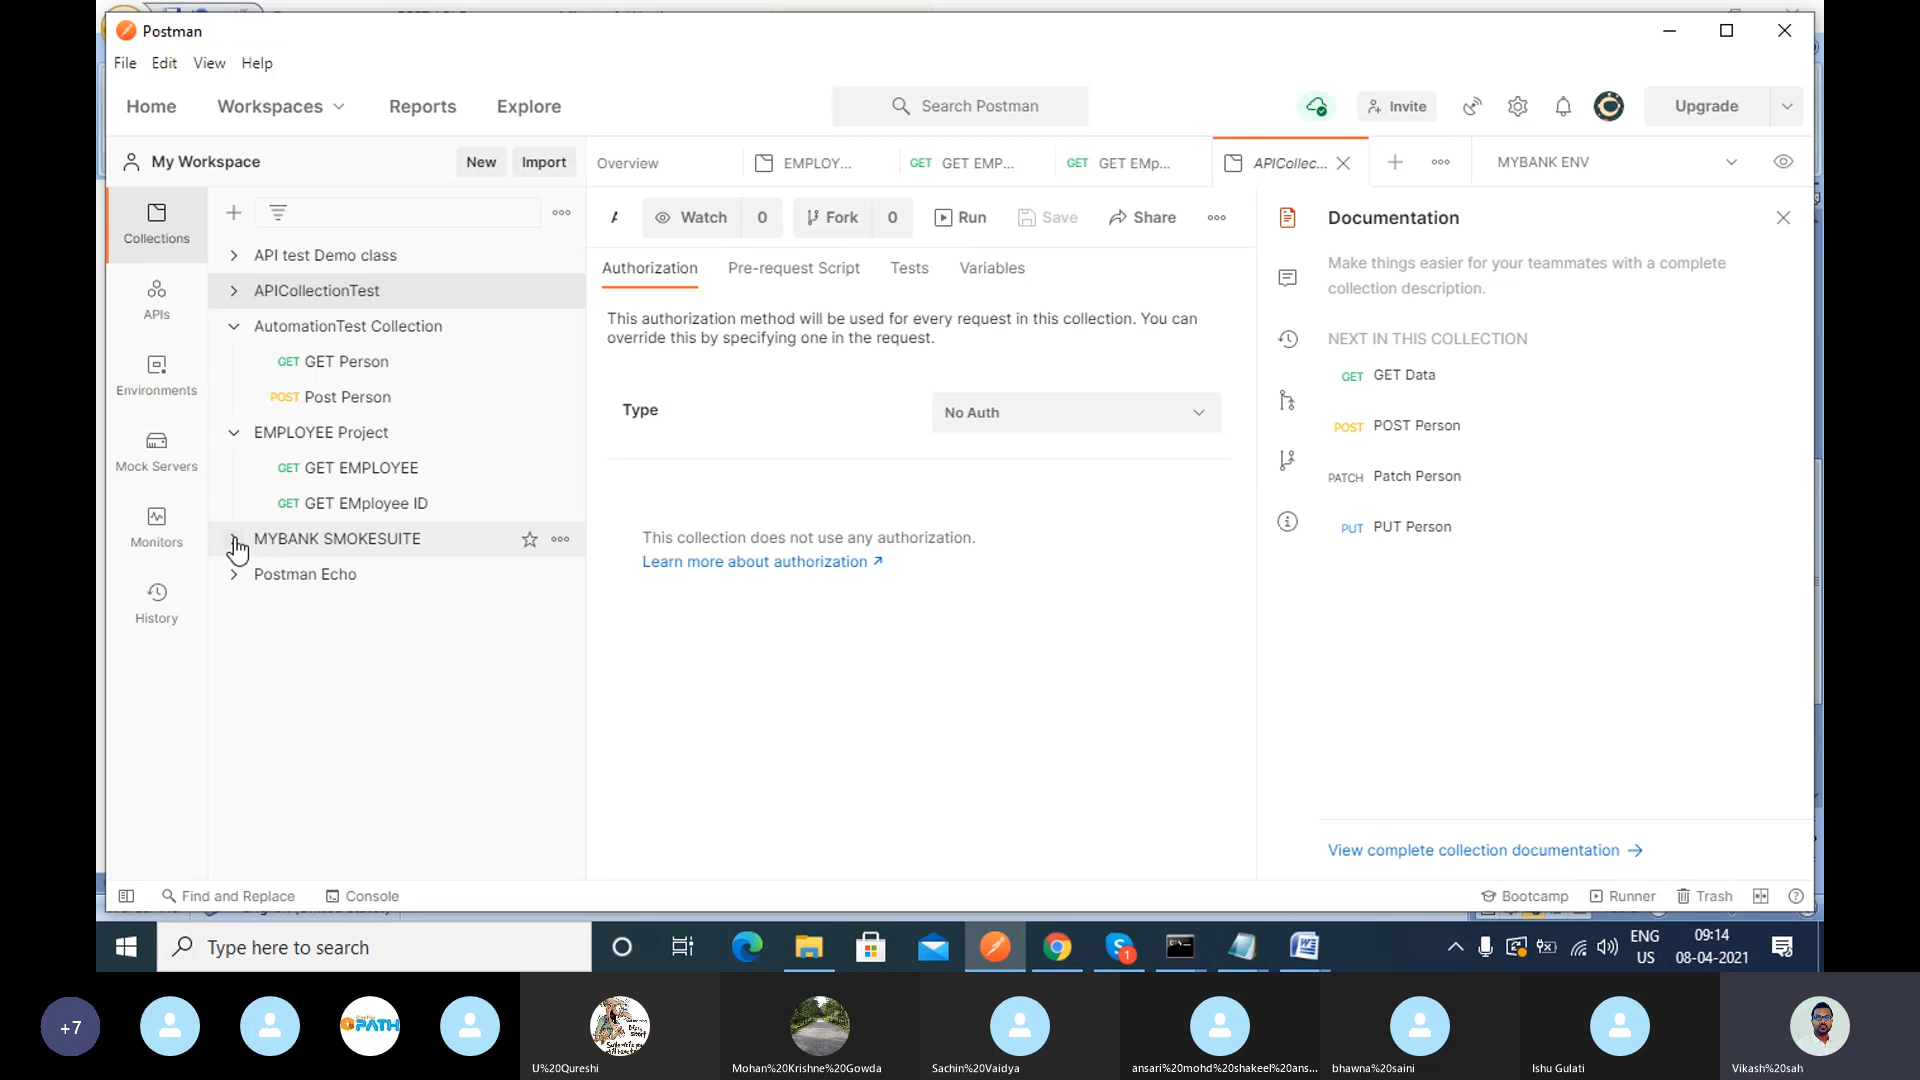 Postman
File Edit View Help
Home Workspaces Reports Explore
Search Postman
Invite
Upgrade
My Workspace New Import
Overview EMPLOY... GET GET EMP... GET GET EMp... APICollec... MYBANK ENV
Collections
APIs
Environments
Mock Servers
Monitors
History
API test Demo class
APICollectionTest
AutomationTest Collection
GET GET Person
POST Post Person
EMPLOYEE Project
GET GET EMPLOYEE
GET GET EMployee ID
MYBANK SMOKESUITE
Postman Echo
Watch 0 Fork 0 Run Save Share
Authorization Pre-request Script Tests Variables
This authorization method will be used for every request in this collection. You can
override this by specifying one in the request.
Type No Auth
This collection does not use any authorization.
Learn more about authorization ↗
Documentation
Make things easier for your teammates with a complete
collection description.
NEXT IN THIS COLLECTION
GET GET Data
POST POST Person
PATCH Patch Person
PUT PUT Person
View complete collection documentation →
Find and Replace Console
Bootcamp Runner Trash
Type here to search
1
ENG
US
09:14
08-04-2021
+7
PATH
U%20Qureshi
Mohan%20Krishne%20Gowda
Sachin%20Vaidya
ansari%20mohd%20shakeel%20ans...
bhawna%20saini
Ishu Gulati
Vikash%20sah